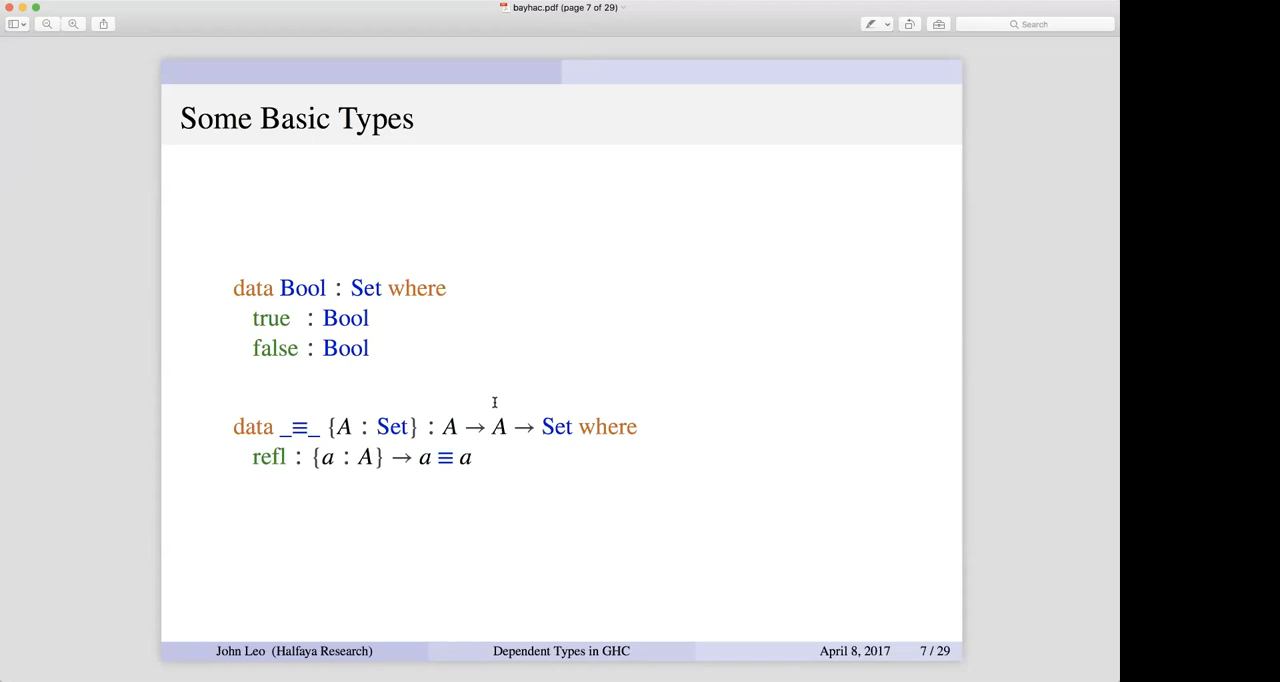 bayhac.pdf (page 7 of 29)
Search
Some Basic Types
data Bool : Set where
true : Bool
false : Bool
data _≡_ {A : Set} : A → A → Set where
refl : {a : A} → a ≡ a
John Leo (Halfaya Research) Dependent Types in GHC April 8, 2017 7 / 29